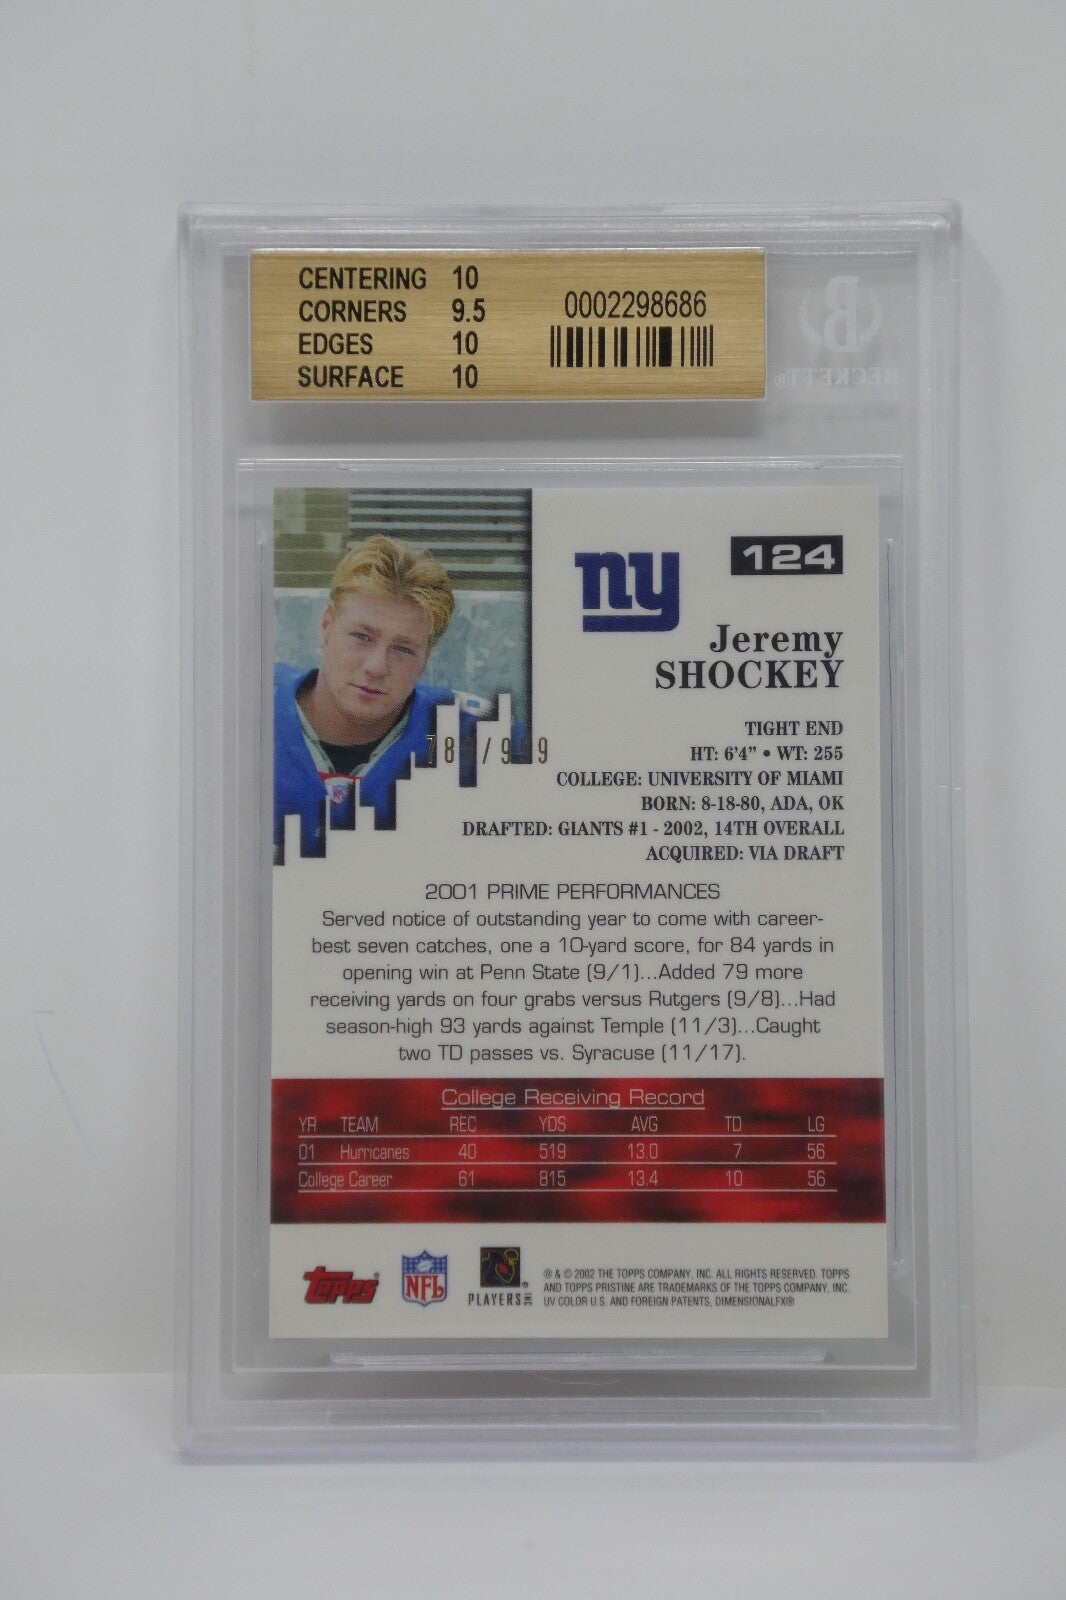 CENTERING 10
CORNERS 9.5
EDGES 10
SURFACE 10
0002298686
BECKETT®
ny
124
Jeremy
SHOCKEY
TIGHT END
HT: 6'4" • WT: 255
COLLEGE: UNIVERSITY OF MIAMI
BORN: 8-18-80, ADA, OK
DRAFTED: GIANTS #1 - 2002, 14TH OVERALL
ACQUIRED: VIA DRAFT
2001 PRIME PERFORMANCES
Served notice of outstanding year to come with career-
best seven catches, one a 10-yard score, for 84 yards in
opening win at Penn State (9/1)...Added 79 more
receiving yards on four grabs versus Rutgers (9/8)...Had
season-high 93 yards against Temple (11/3)...Caught
two TD passes vs. Syracuse (11/17).
College Receiving Record
YR TEAM REC YDS AVG TD LG
01 Hurricanes 40 519 13.0 7 56
College Career 61 815 13.4 10 56
TOPPS
NFL
PLAYERS INC
® & © 2002 THE TOPPS COMPANY, INC. ALL RIGHTS RESERVED. TOPPS
AND TOPPS PRISTINE ARE TRADEMARKS OF THE TOPPS COMPANY, INC.
UV COLOR U.S. AND FOREIGN PATENTS, DIMENSIONALFX®